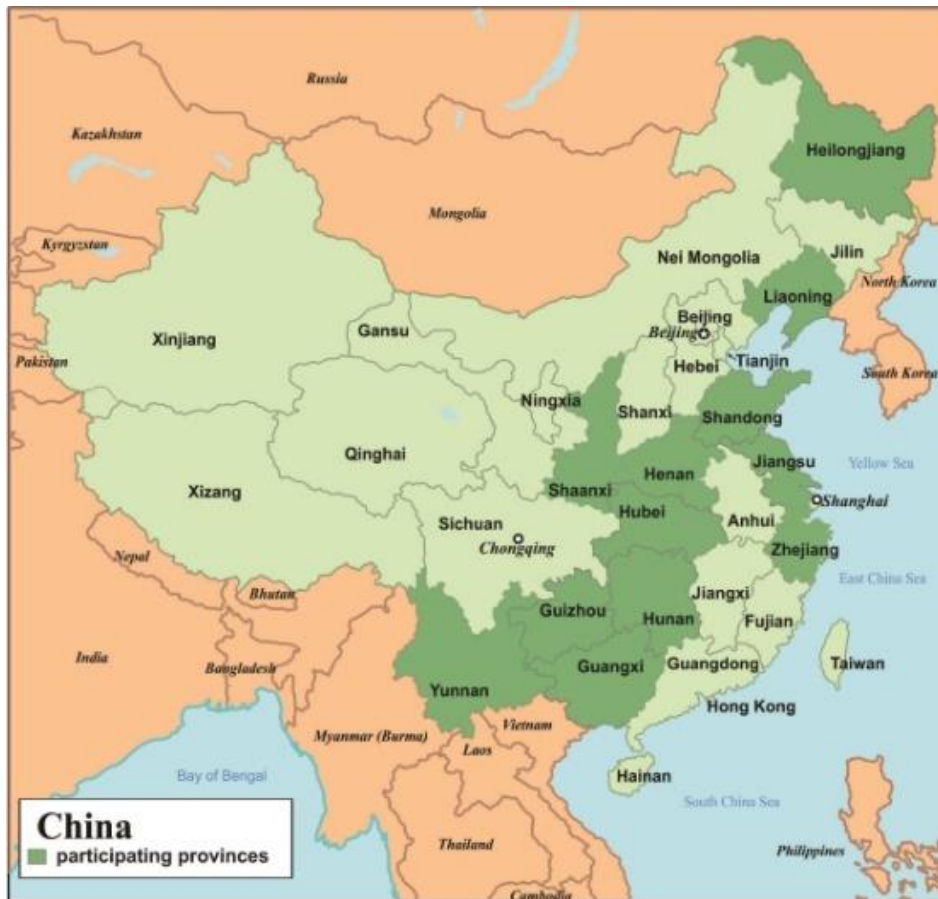 Russia
Kazakhstan
Heilongjiang
Mongolia
Kyrgyzstan
Nei Mongolia
Jilin
North Korea
Liaoning
Xinjiang
Gansu
Beijing
Beijing
Pakistan
Hebei
Tianjin
South Korea
Ningxia
Shanxi
Shandong
Qinghai
Henan
Jiangsu
Yellow Sea
Xizang
Shaanxi
Shanghai
Sichuan
Hubei
Anhui
Chongqing
Zhejiang
Nepal
East China Sea
Bhutan
Jiangxi
Guizhou
Hunan
Fujian
India
Bangladesh
Guangxi
Guangdong
Taiwan
Yunnan
Hong Kong
Vietnam
Myanmar (Burma)
Laos
Bay of Bengal
Hainan
South China Sea
China
participating provinces
Thailand
Philippines
Cambodia